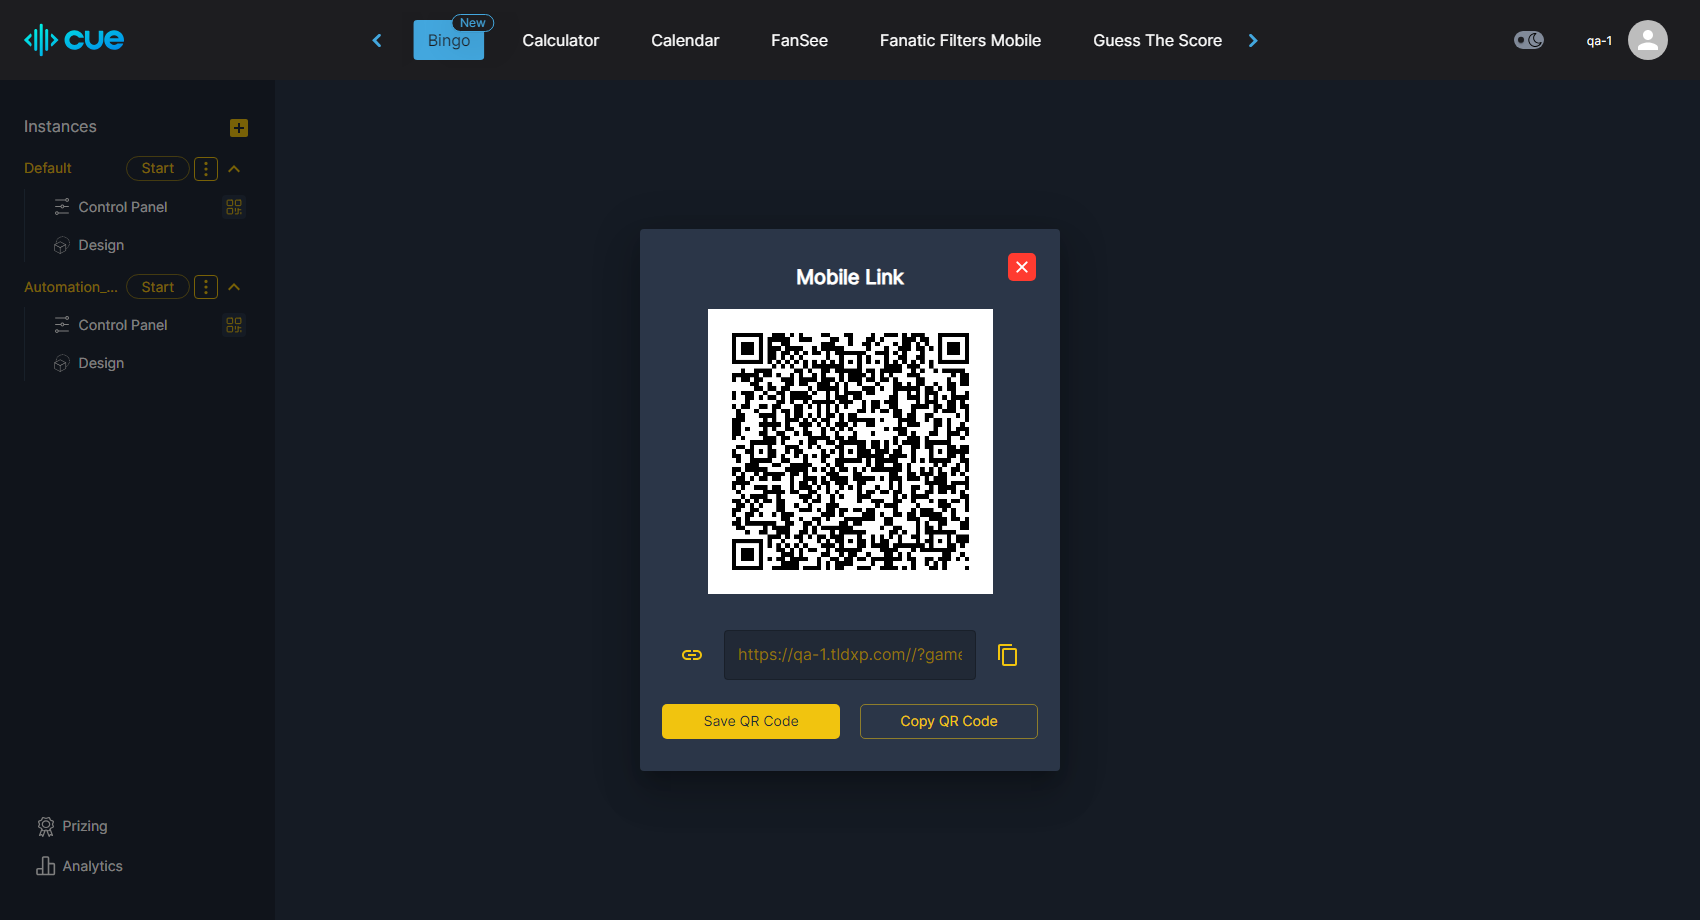 cue
New
Bingo
Calculator
Calendar
FanSee
Fanatic Filters Mobile
Guess The Score
qa-1
Instances
Default
Start
Control Panel
Design
Automation_...
Start
Control Panel
Design
Mobile Link
https://qa-1.tldxp.com//?game
Save QR Code
Copy QR Code
Prizing
Analytics